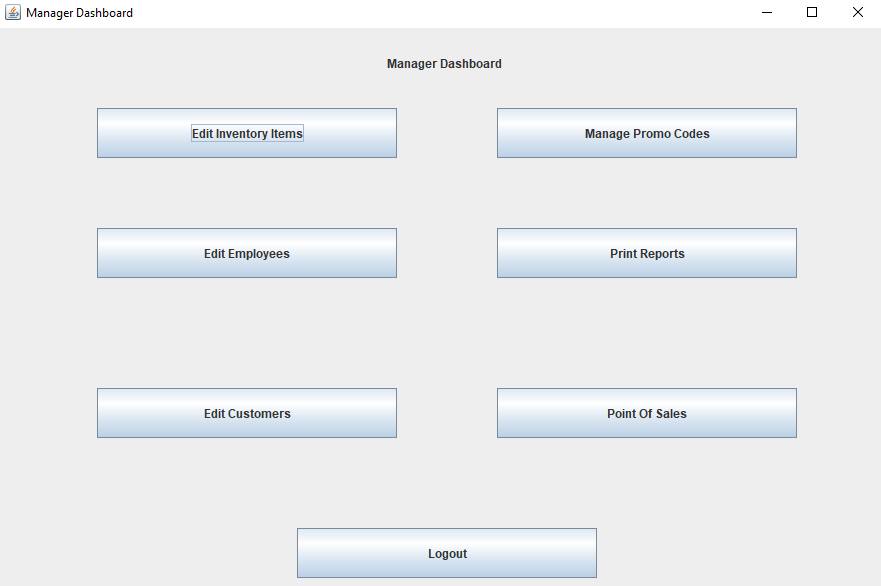 Manager Dashboard
Manager Dashboard
Edit Inventory Items
Manage Promo Codes
Edit Employees
Print Reports
Edit Customers
Point Of Sales
Logout